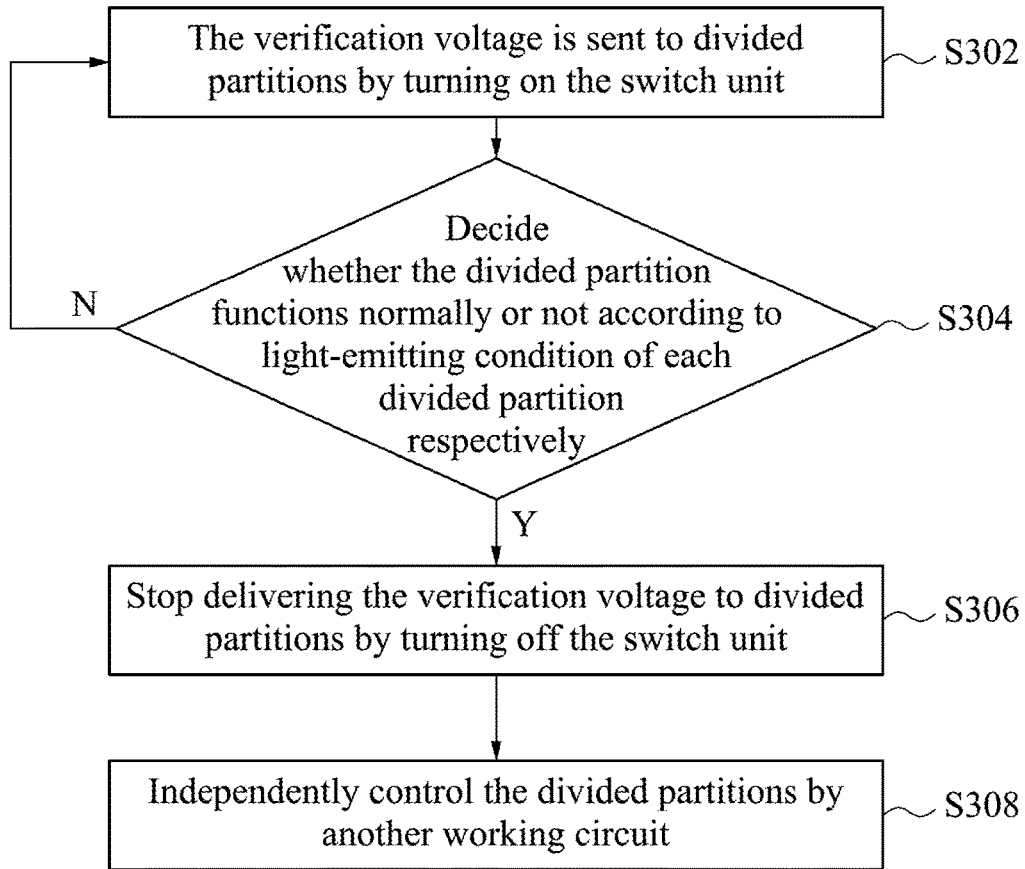 The verification voltage is sent to divided
partitions by turning on the switch unit
S302
Decide
whether the divided partition
functions normally or not according to
light-emitting condition of each
divided partition
respectively
N
S304
Y
Stop delivering the verification voltage to divided
partitions by turning off the switch unit
S306
Independently control the divided partitions by
another working circuit
S308